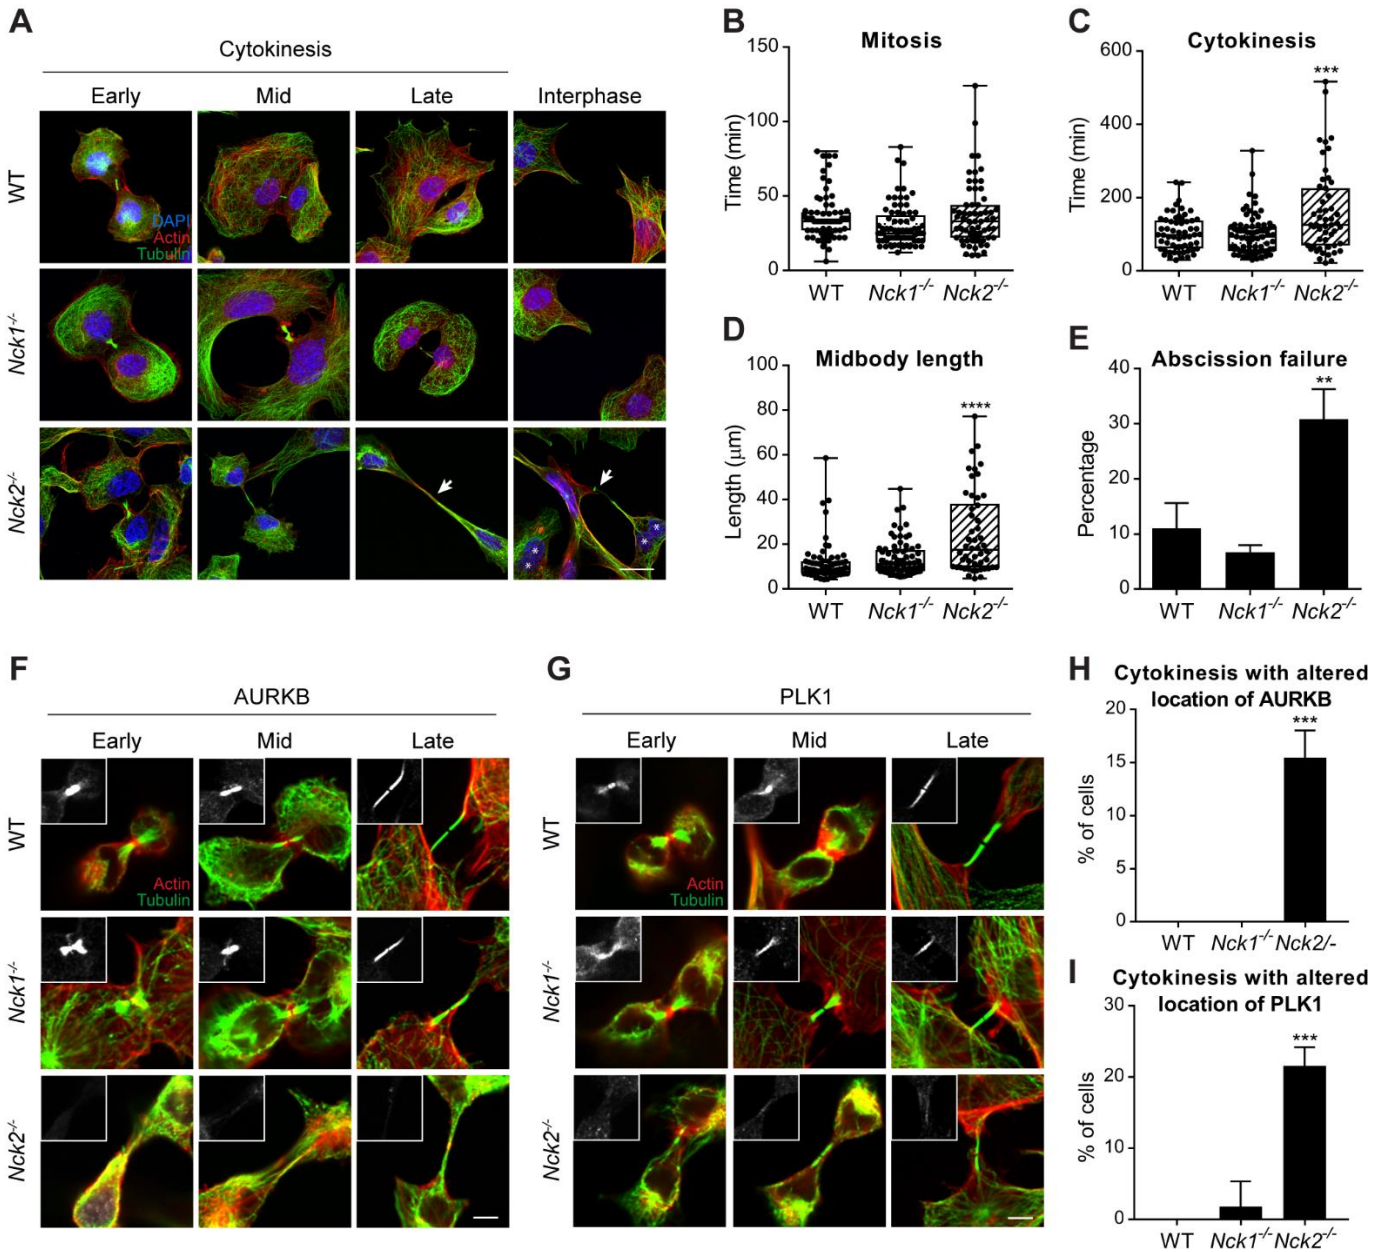 A
Cytokinesis
Early Mid Late Interphase
WT
DAPI
Actin
Tubulin
Nck1-/-
Nck2-/-
*
*
*
*
B
Mitosis
Time (min)
150
100
50
0
WT Nck1-/- Nck2-/-
C
Cytokinesis
Time (min)
600
400
200
0
***
WT Nck1-/- Nck2-/-
D
Midbody length
Length (μm)
100
80
60
40
20
0
****
WT Nck1-/- Nck2-/-
E
Abscission failure
Percentage
40
30
20
10
0
**
WT Nck1-/- Nck2-/-
F
AURKB
Early Mid Late
WT
Actin
Tubulin
Nck1-/-
Nck2-/-
G
PLK1
Early Mid Late
WT
Actin
Tubulin
Nck1-/-
Nck2-/-
H
Cytokinesis with altered
location of AURKB
% of cells
20
15
10
5
0
***
WT Nck1-/- Nck2/-
I
Cytokinesis with altered
location of PLK1
% of cells
30
20
10
0
***
WT Nck1-/- Nck2-/-